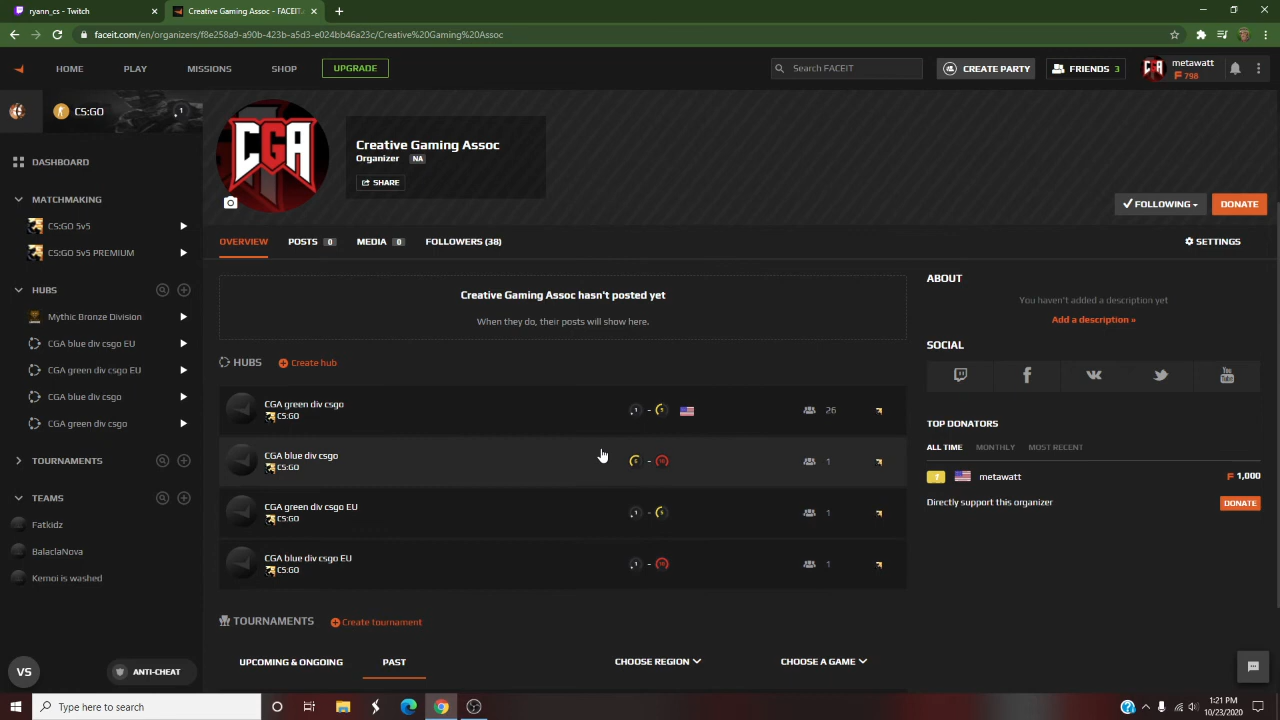 ryann_cs - Twitch
Creative Gaming Assoc - FACEIT.
faceit.com/en/organizers/f8e258a9-a90b-423b-a5d3-e024bb46a23c/Creative%20Gaming%20Assoc
HOME
PLAY
MISSIONS
SHOP
UPGRADE
Search FACEIT
CREATE PARTY
FRIENDS 3
metawatt
798
CS:GO
1
DASHBOARD
MATCHMAKING
CS:GO 5v5
CS:GO 5v5 PREMIUM
HUBS
Mythic Bronze Division
CGA blue div csgo EU
CGA green div csgo EU
CGA blue div csgo
CGA green div csgo
TOURNAMENTS
TEAMS
Fatkidz
BalaclaNova
Kemoi is washed
VS
ANTI-CHEAT
CGA
Creative Gaming Assoc
Organizer NA
SHARE
FOLLOWING
DONATE
OVERVIEW
POSTS 0
MEDIA 0
FOLLOWERS (38)
SETTINGS
Creative Gaming Assoc hasn't posted yet
When they do, their posts will show here.
HUBS
Create hub
CGA green div csgo
CS:GO
26
CGA blue div csgo
CS:GO
1
CGA green div csgo EU
CS:GO
1
CGA blue div csgo EU
CS:GO
1
TOURNAMENTS
Create tournament
UPCOMING & ONGOING
PAST
CHOOSE REGION
CHOOSE A GAME
ABOUT
You haven't added a description yet
Add a description »
SOCIAL
You Tube
TOP DONATORS
ALL TIME
MONTHLY
MOST RECENT
1
metawatt
1,000
Directly support this organizer
DONATE
Type here to search
1:21 PM
10/23/2020